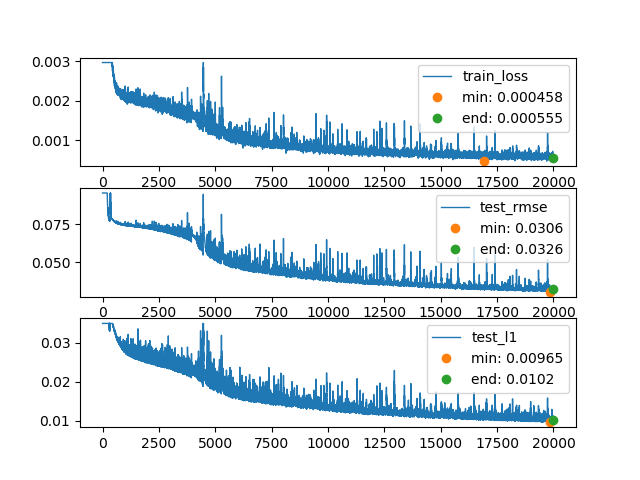 0.003
0.002
0.001
train_loss
min: 0.000458
end: 0.000555
0 2500 5000 7500 10000 12500 15000 17500 20000
0.075
0.050
test_rmse
min: 0.0306
end: 0.0326
0 2500 5000 7500 10000 12500 15000 17500 20000
0.03
0.02
0.01
test_l1
min: 0.00965
end: 0.0102
0 2500 5000 7500 10000 12500 15000 17500 20000